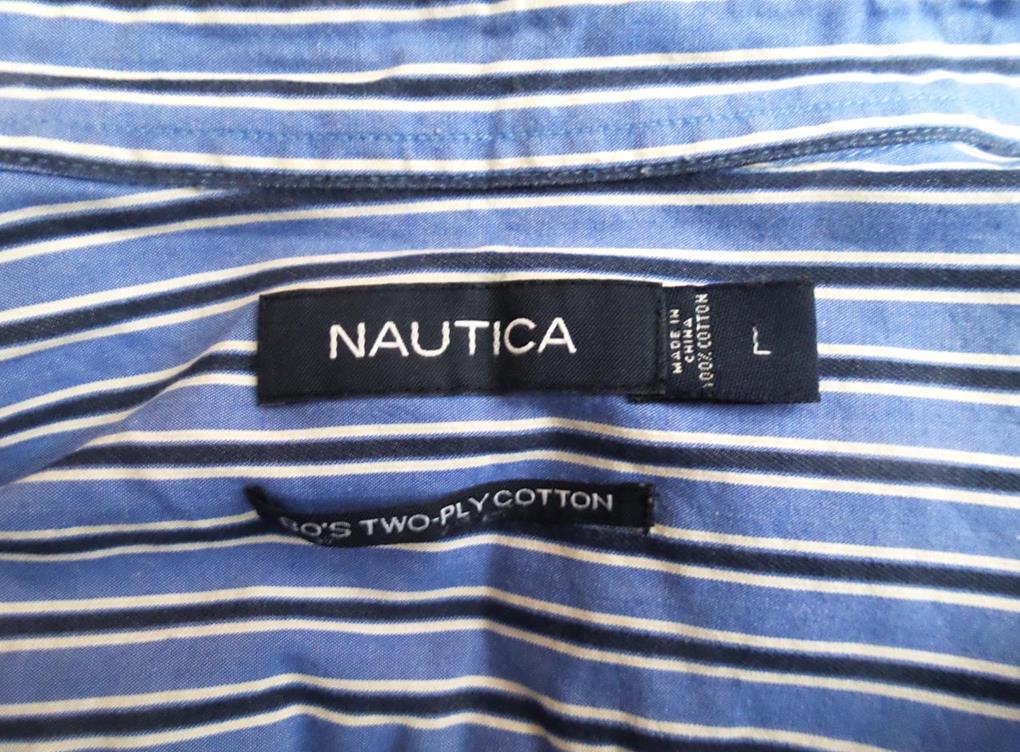 NAUTICA
MADE IN
CHINA
100% COTTON
L
80'S TWO-PLY COTTON